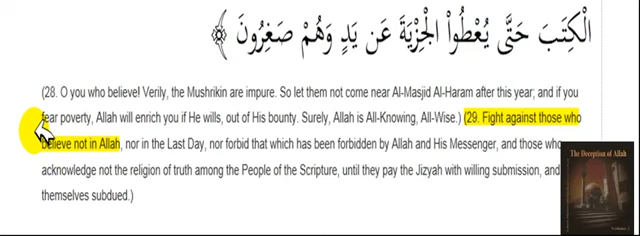 الْكِتَبَ حَتَّى يُعْطُواْ الْجِزْيَةَ عَن يَدٍ وَهُمْ صَغِرُونَ ﴾
(28. O you who believe! Verily, the Mushrikin are impure. So let them not come near Al-Masjid Al-Haram after this year; and if you
fear poverty, Allah will enrich you if He wills, out of His bounty. Surely, Allah is All-Knowing, All-Wise.) (29. Fight against those who
believe not in Allah, nor in the Last Day, nor forbid that which has been forbidden by Allah and His Messenger, and those who
acknowledge not the religion of truth among the People of the Scripture, until they pay the Jizyah with willing submission, and
themselves subdued.)
The Deception of Allah